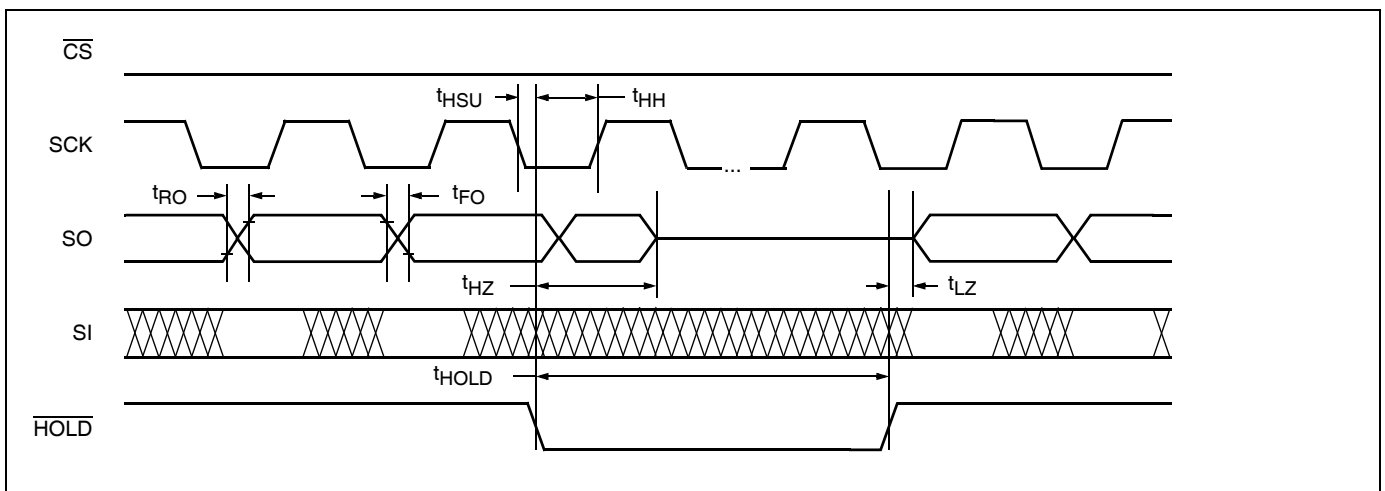 CS
tHSU tHH
SCK
...
tRO tFO
SO
tHZ tLZ
SI
tHOLD
HOLD